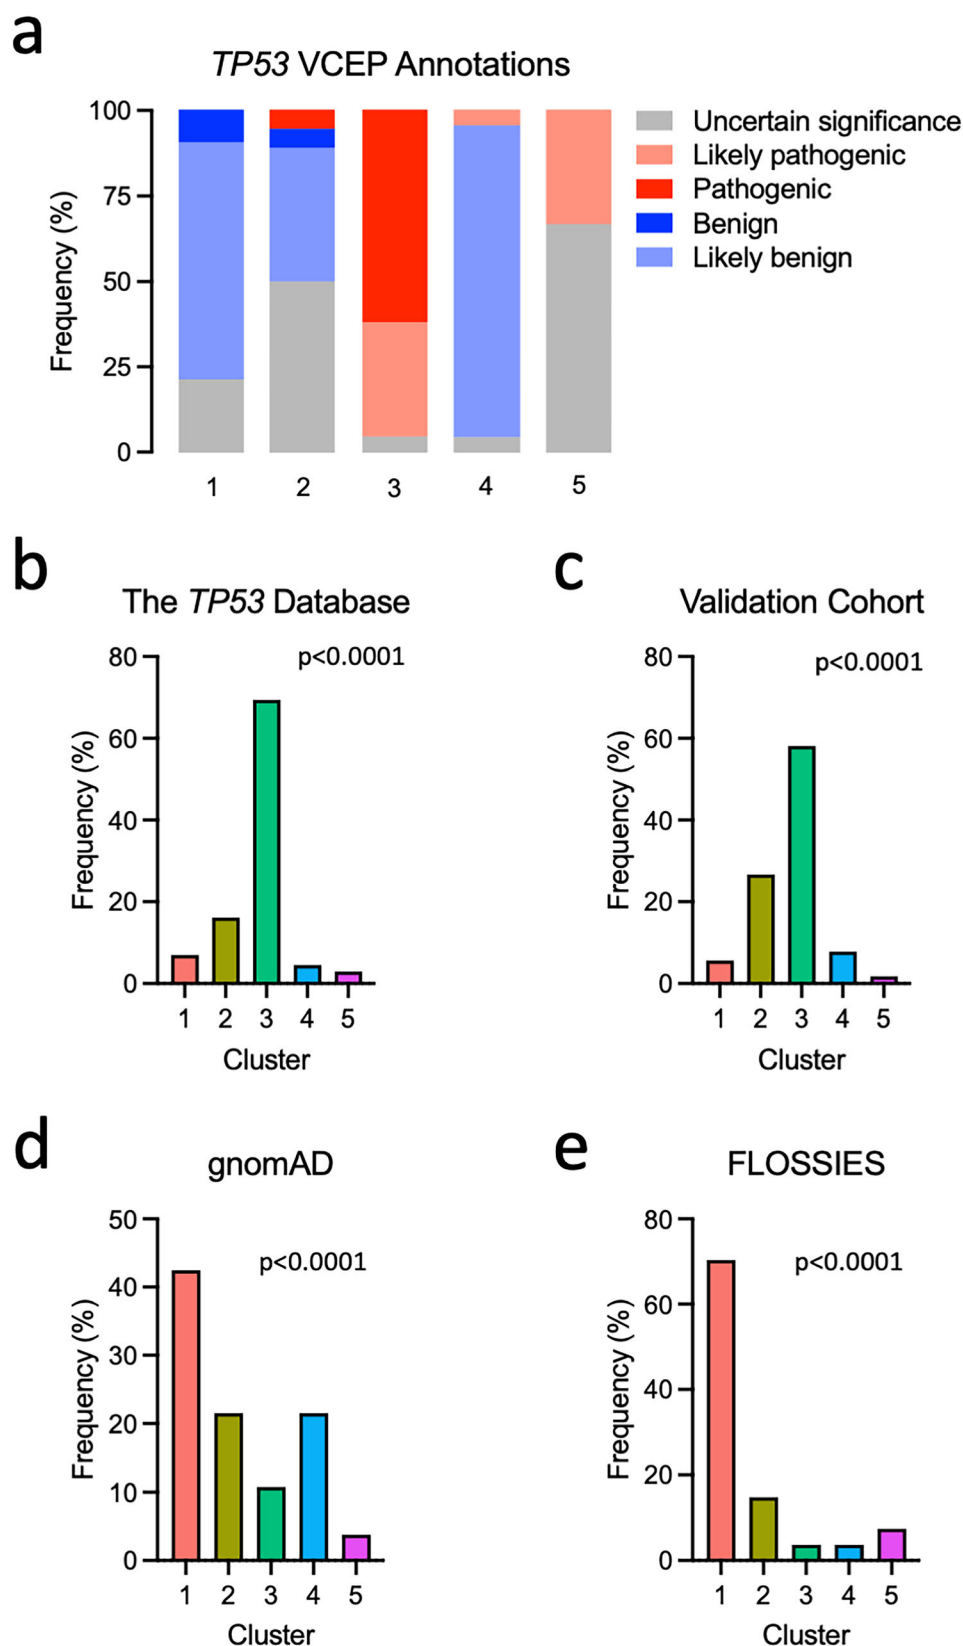 a
TP53 VCEP Annotations
Frequency (%)
100
75
50
25
0
1 2 3 4 5
Uncertain significance
Likely pathogenic
Pathogenic
Benign
Likely benign
b
The TP53 Database
p<0.0001
Frequency (%)
80
60
40
20
0
1 2 3 4 5
Cluster
c
Validation Cohort
p<0.0001
Frequency (%)
80
60
40
20
0
1 2 3 4 5
Cluster
d
gnomAD
p<0.0001
Frequency (%)
50
40
30
20
10
0
1 2 3 4 5
Cluster
e
FLOSSIES
p<0.0001
Frequency (%)
80
60
40
20
0
1 2 3 4 5
Cluster